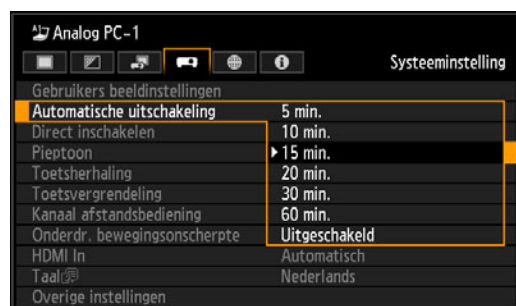 Analog PC-1
Systeeminstelling
Gebruikers beeldinstellingen
Automatische uitschakeling 5 min.
Direct inschakelen 10 min.
Pieptoon 15 min.
Toetsherhaling 20 min.
Toetsvergrendeling 30 min.
Kanaal afstandsbediening 60 min.
Onderdr. bewegingsonscherpte Uitgeschakeld
HDMI In Automatisch
Taal Nederlands
Overige instellingen